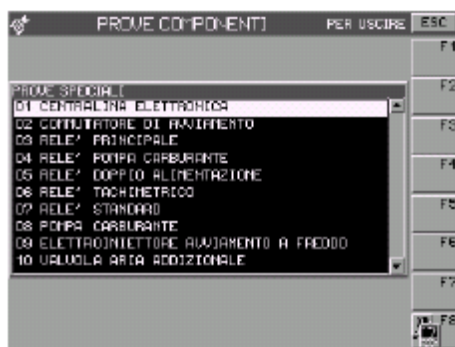 PROVE COMPONENTI PER USCIRE ESC
F1
F2
PROVE SPECIALI
01 CENTRALINA ELETTRONICA
02 COMMUTATORE DI AVVIAMENTO
F3
03 RELE' PRINCIPALE
04 RELE' POMPA CARBURANTE
F4
05 RELE' DOPPIO ALIMENTAZIONE
06 RELE' TACHIMETRICO
F5
07 RELE' STANDARD
08 POMPA CARBURANTE
F6
09 ELETTROINIETTORE AVVIAMENTO A FREDDO
10 VALVOLA ARIA ADDIZIONALE
F7
F8